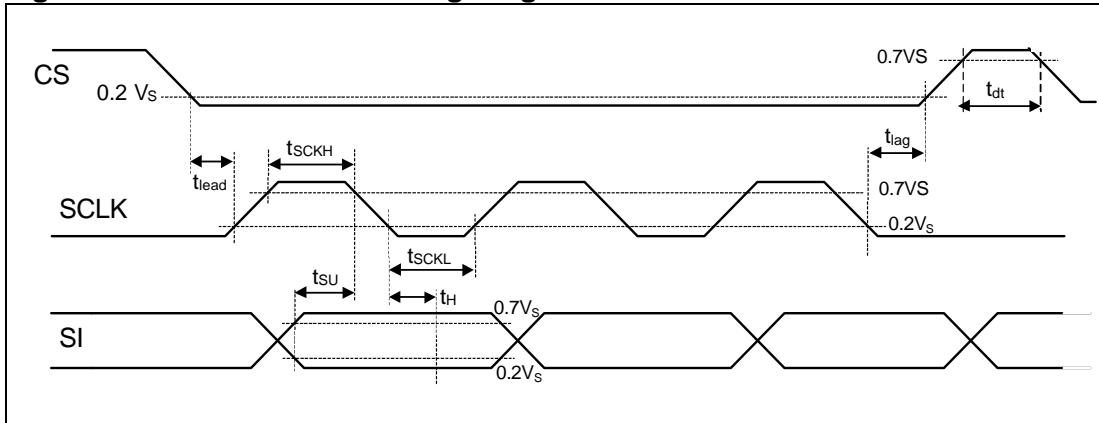 CS
0.2 VS
0.7VS
tdt
tlag
tSCKH
tlead
SCLK
0.7VS
0.2VS
tSCKL
tSU
tH
0.7VS
SI
0.2VS